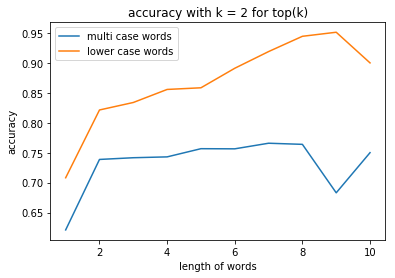 accuracy with k = 2 for top(k)
multi case words
lower case words
0.95
0.90
0.85
0.80
0.75
0.70
0.65
accuracy
2 4 6 8 10
length of words